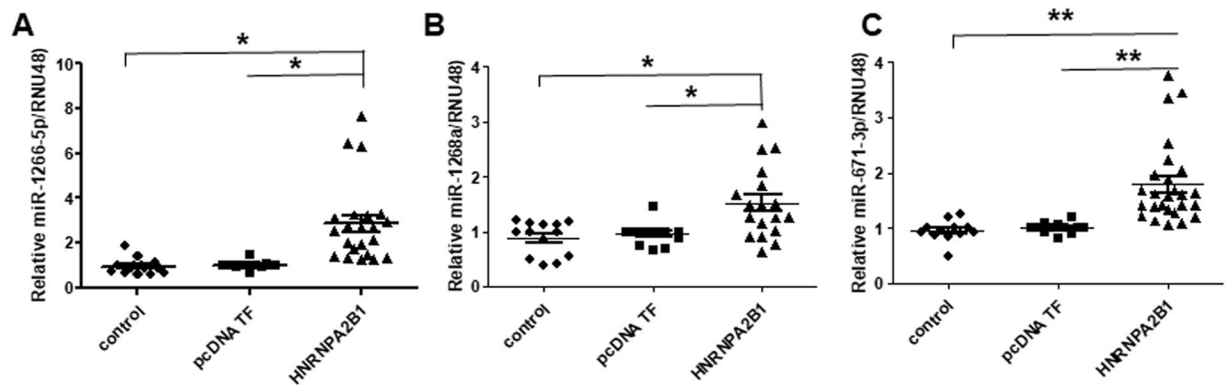 A
Relative miR-1266-5p/RNU48
10
8
6
4
2
0
*
*
control
pcDNA TF
HNRNPA2B1
B
Relative miR-1268a/RNU48
4
3
2
1
0
*
*
control
pcDNA TF
HNRNPA2B1
C
Relative miR-671-3p/RNU48)
4
3
2
1
0
**
**
control
pcDNA TF
HNRNPA2B1